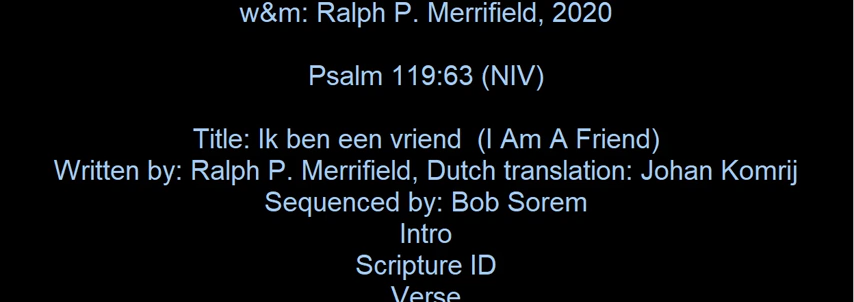 w&m: Ralph P. Merrifield, 2020
Psalm 119:63 (NIV)
Title: Ik ben een vriend  (I Am A Friend)
Written by: Ralph P. Merrifield, Dutch translation: Johan Komrij
Sequenced by: Bob Sorem
Intro
Scripture ID
Verse